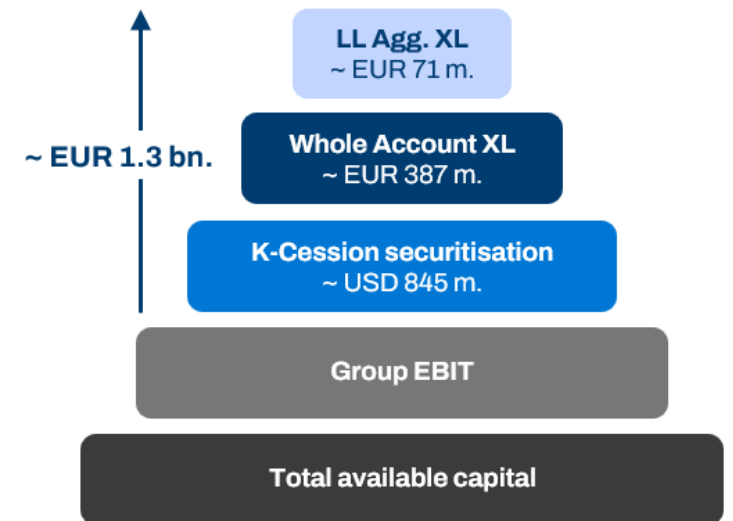 LL Agg. XL
~ EUR 71 m.
~ EUR 1.3 bn.
Whole Account XL
~ EUR 387 m.
K-Cession securitisation
~ USD 845 m.
Group EBIT
Total available capital